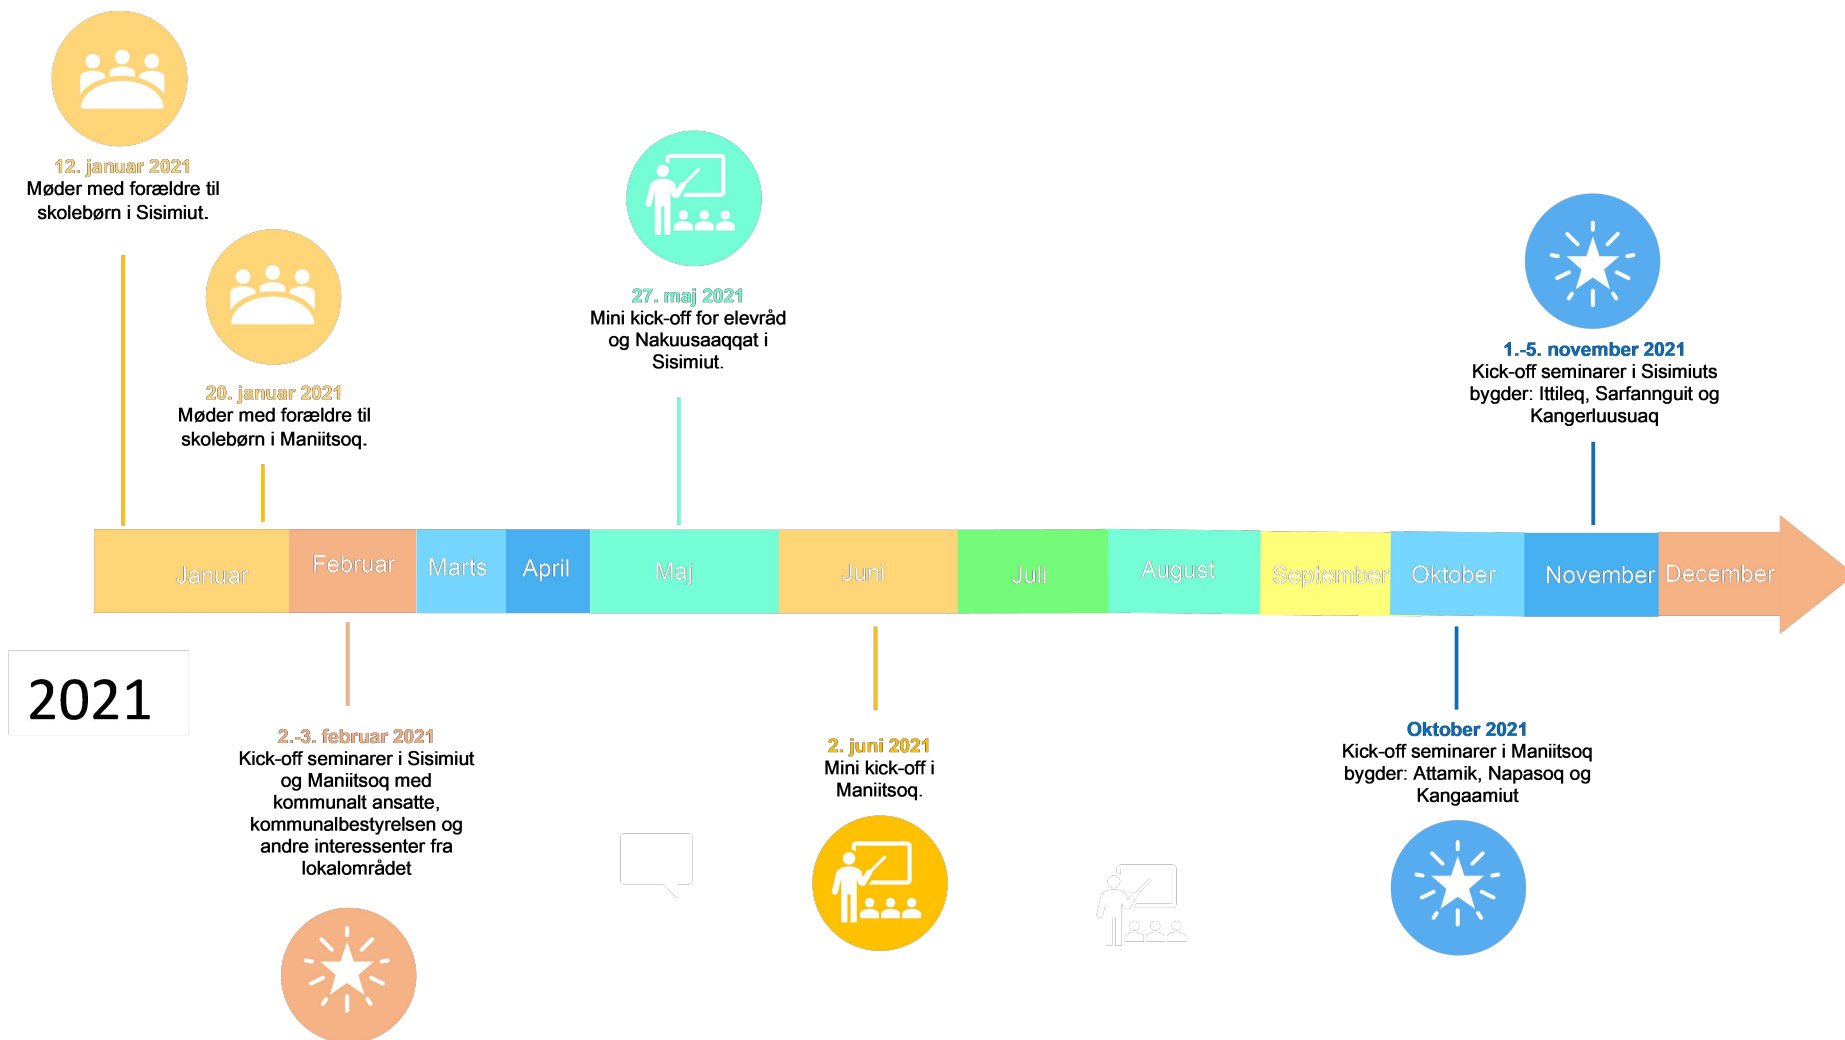 12. januar 2021
Møder med forældre til
skolebørn i Sisimiut.
20. januar 2021
Møder med forældre til
skolebørn i Maniitsoq.
27. maj 2021
Mini kick-off for elevråd
og Nakuusaaqqat i
Sisimiut.
1.-5. november 2021
Kick-off seminarer i Sisimiuts
bygder: Ittileq, Sarfannguit og
Kangerluusuaq
Januar
Februar
Marts
April
Maj
Juni
Juli
August
September
Oktober
November
December
2021
2.-3. februar 2021
Kick-off seminarer i Sisimiut
og Maniitsoq med
kommunalt ansatte,
kommunalbestyrelsen og
andre interessenter fra
lokalområdet
2. juni 2021
Mini kick-off i
Maniitsoq.
Oktober 2021
Kick-off seminarer i Maniitsoq
bygder: Attamik, Napasoq og
Kangaamiut